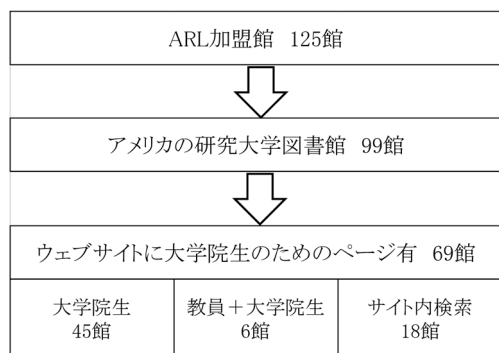 ARL加盟館 125館
アメリカの研究大学図書館 99館
ウェブサイトに大学院生のためのページ有 69館
大学院生
45館
教員＋大学院生
6館
サイト内検索
18館